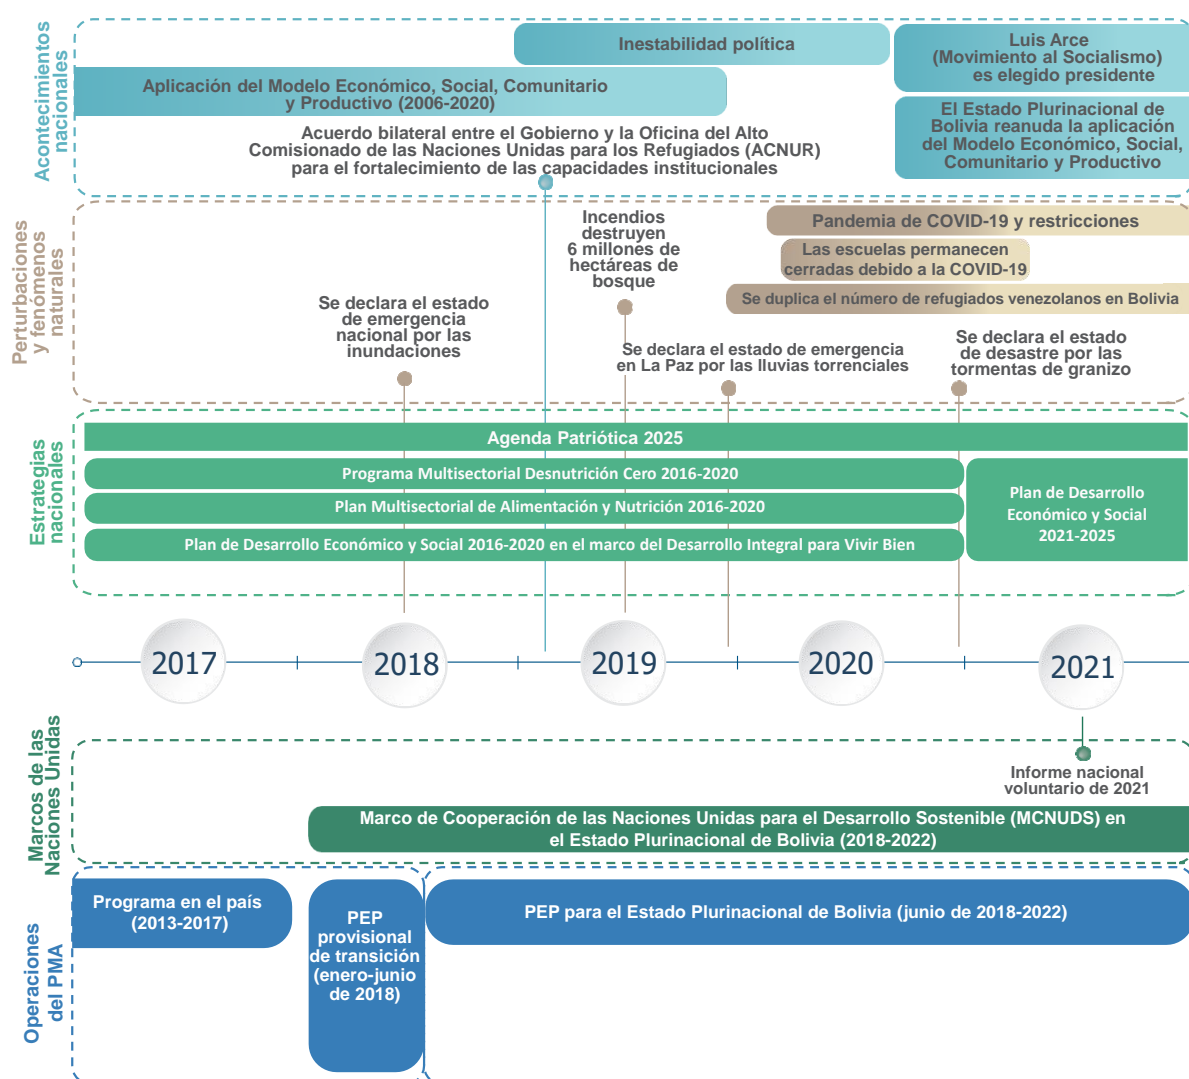 Acontecimientos
nacionales
Inestabilidad política
Luis Arce
(Movimiento al Socialismo)
es elegido presidente
Aplicación del Modelo Económico, Social, Comunitario
y Productivo (2006-2020)
El Estado Plurinacional de
Bolivia reanuda la aplicación
del Modelo Económico, Social,
Comunitario y Productivo
Acuerdo bilateral entre el Gobierno y la Oficina del Alto
Comisionado de las Naciones Unidas para los Refugiados (ACNUR)
para el fortalecimiento de las capacidades institucionales
Perturbaciones
y fenómenos
naturales
Pandemia de COVID-19 y restricciones
Incendios
destruyen
6 millones de
hectáreas de
bosque
Las escuelas permanecen
cerradas debido a la COVID-19
Se duplica el número de refugiados venezolanos en Bolivia
Se declara el estado
de emergencia
nacional por las
inundaciones
Se declara el estado de emergencia
en La Paz por las lluvias torrenciales
Se declara el estado
de desastre por las
tormentas de granizo
Estrategias
nacionales
Agenda Patriótica 2025
Programa Multisectorial Desnutrición Cero 2016-2020
Plan Multisectorial de Alimentación y Nutrición 2016-2020
Plan de Desarrollo Económico y Social 2016-2020 en el marco del Desarrollo Integral para Vivir Bien
Plan de Desarrollo
Económico y Social
2021-2025
2017
2018
2019
2020
2021
Marcos de las
Naciones Unidas
Informe nacional
voluntario de 2021
Marco de Cooperación de las Naciones Unidas para el Desarrollo Sostenible (MCNUDS) en
el Estado Plurinacional de Bolivia (2018-2022)
Operaciones
del PMA
Programa en el país
(2013-2017)
PEP
provisional
de transición
(enero-junio
de 2018)
PEP para el Estado Plurinacional de Bolivia (junio de 2018-2022)